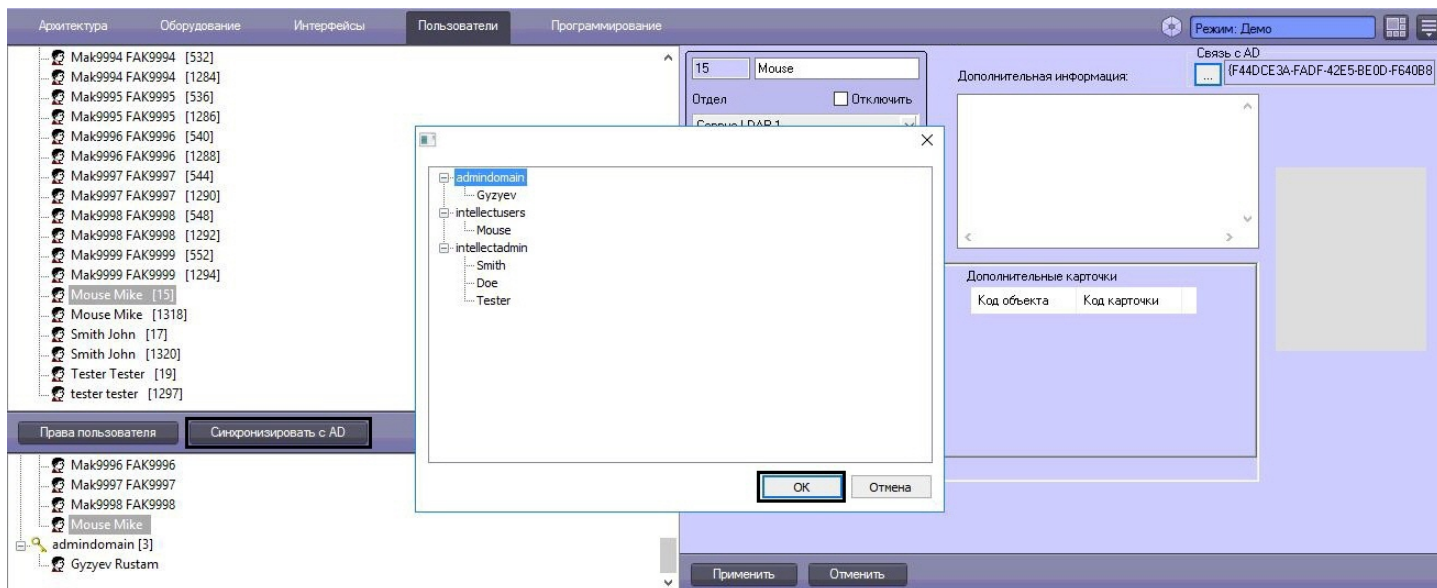 Архитектура Оборудование Интерфейсы Пользователи Программирование Режим: Демо
Mak9994 FAK9994 [532]
Mak9994 FAK9994 [1284]
Mak9995 FAK9995 [536]
Mak9995 FAK9995 [1286]
Mak9996 FAK9996 [540]
Mak9996 FAK9996 [1288]
Mak9997 FAK9997 [544]
Mak9997 FAK9997 [1290]
Mak9998 FAK9998 [548]
Mak9998 FAK9998 [1292]
Mak9999 FAK9999 [552]
Mak9999 FAK9999 [1294]
Mouse Mike [15]
Mouse Mike [1318]
Smith John [17]
Smith John [1320]
Tester Tester [19]
tester tester [1297]
Права пользователя Синхронизировать с AD
Mak9996 FAK9996
Mak9997 FAK9997
Mak9998 FAK9998
Mouse Mike
admindomain [3]
Gyzyev Rustam
admindomain
Gyzyev
intellectusers
Mouse
intellectadmin
Smith
Doe
Tester
OK Отмена
15 Mouse
Отдел Отключить
LDAP 1
Дополнительная информация:
Связь с AD
... {F44DCE3A-FADF-42E5-BE0D-F640B8
Дополнительные карточки
Код объекта Код карточки
Применить Отменить